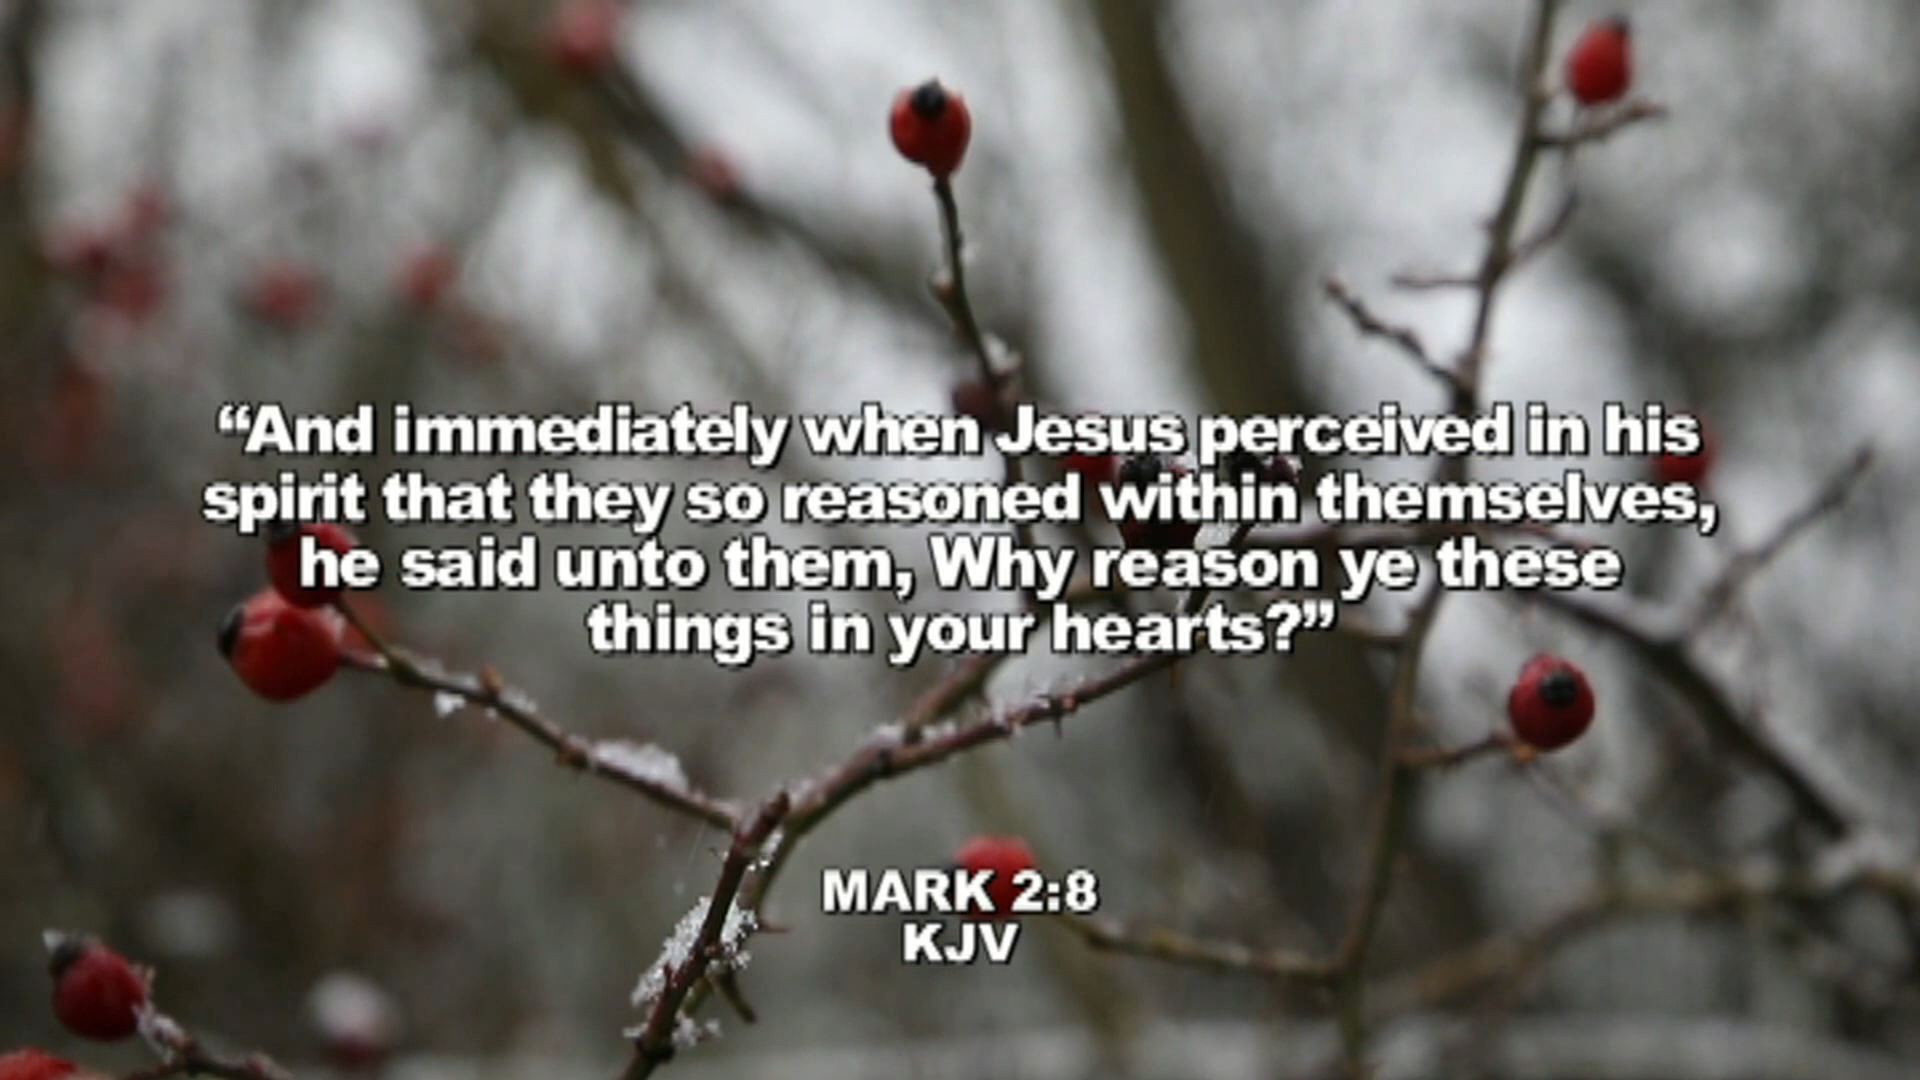 “And immediately when Jesus perceived in his
spirit that they so reasoned within themselves,
he said unto them, Why reason ye these
things in your hearts?”
MARK 2:8
KJV